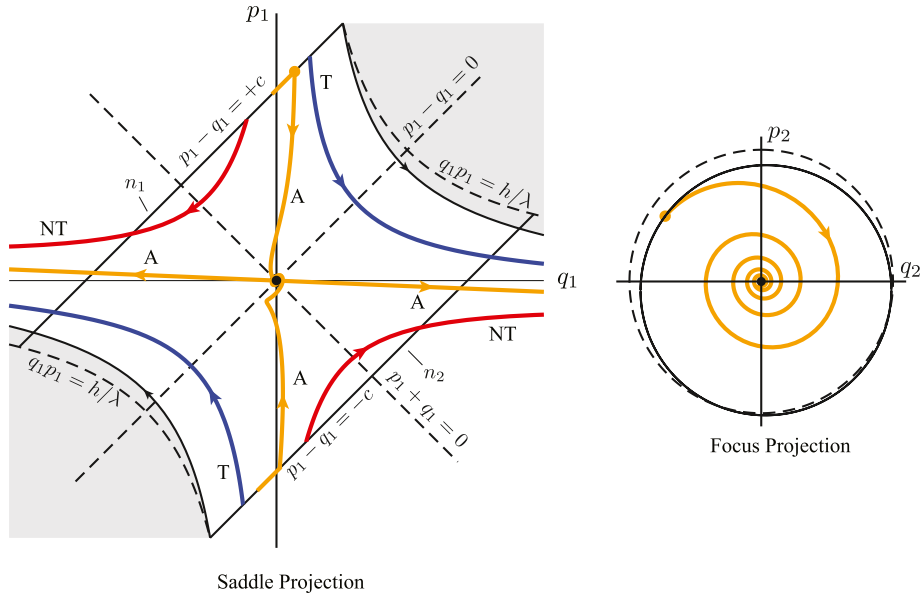 p₁
T
p₁ − q₁ = +c
p₁ − q₁ = 0
n₁
A
q₁p₁ = h/λ
NT
A
q₁
A
NT
q₁p₁ = h/λ
A
n₂
T
p₁ − q₁ = −c
p₁ + q₁ = 0
Saddle Projection
p₂
q₂
Focus Projection